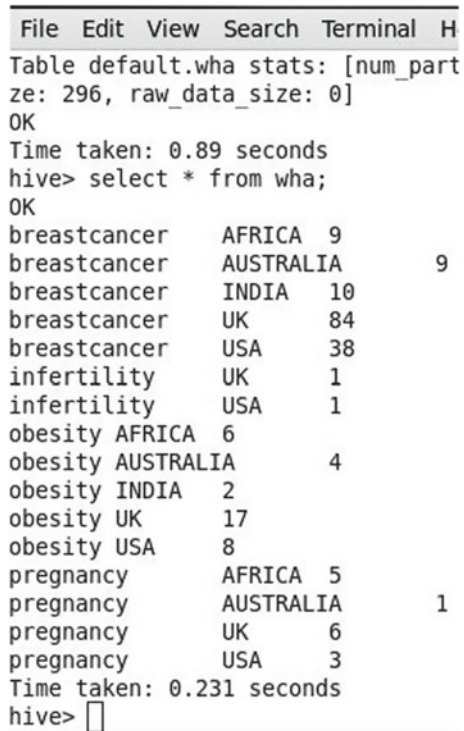 File Edit View Search Terminal H
Table default.wha stats: [num_part
ze: 296, raw_data_size: 0]
OK
Time taken: 0.89 seconds
hive> select * from wha;
OK
breastcancer AFRICA 9
breastcancer AUSTRALIA 9
breastcancer INDIA 10
breastcancer UK 84
breastcancer USA 38
infertility UK 1
infertility USA 1
obesity AFRICA 6
obesity AUSTRALIA 4
obesity INDIA 2
obesity UK 17
obesity USA 8
pregnancy AFRICA 5
pregnancy AUSTRALIA 1
pregnancy UK 6
pregnancy USA 3
Time taken: 0.231 seconds
hive>